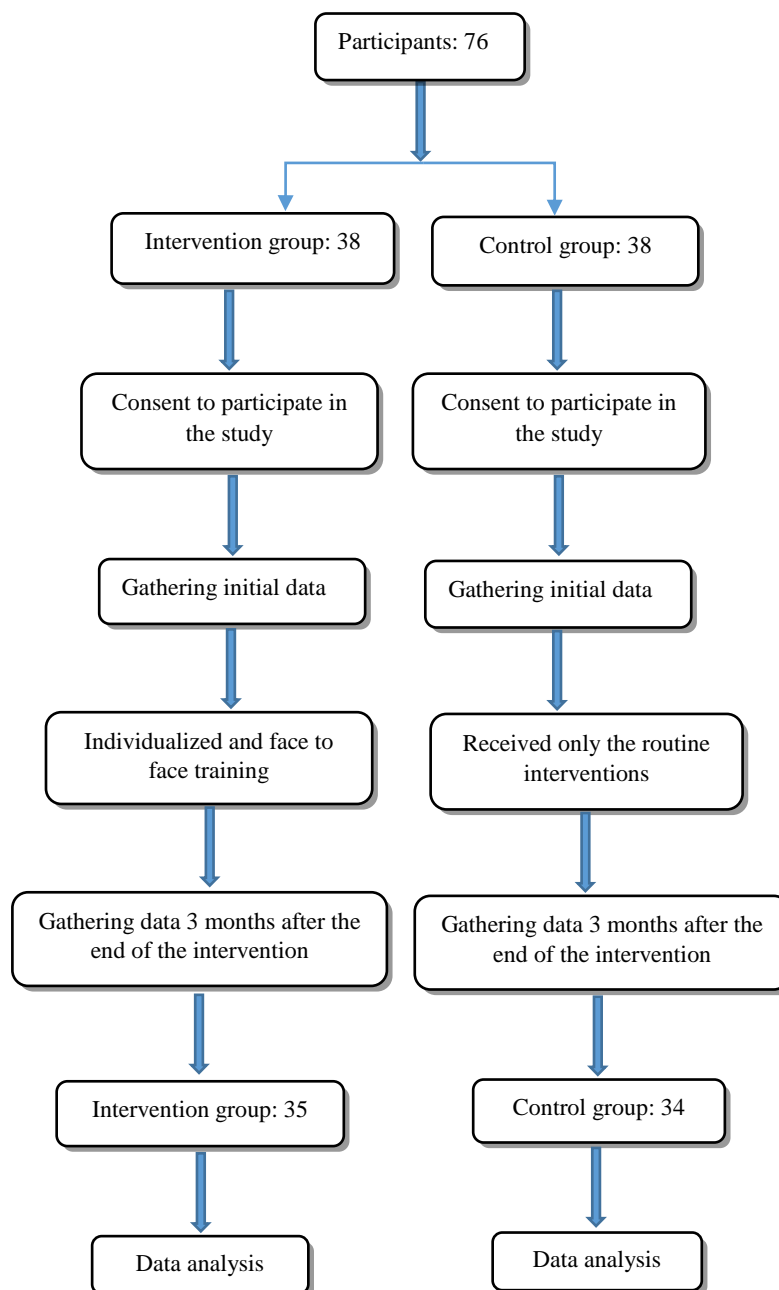 Participants: 76
Intervention group: 38
Control group: 38
Consent to participate in
the study
Consent to participate in
the study
Gathering initial data
Gathering initial data
Individualized and face to
face training
Received only the routine
interventions
Gathering data 3 months after the
end of the intervention
Gathering data 3 months after the
end of the intervention
Intervention group: 35
Control group: 34
Data analysis
Data analysis